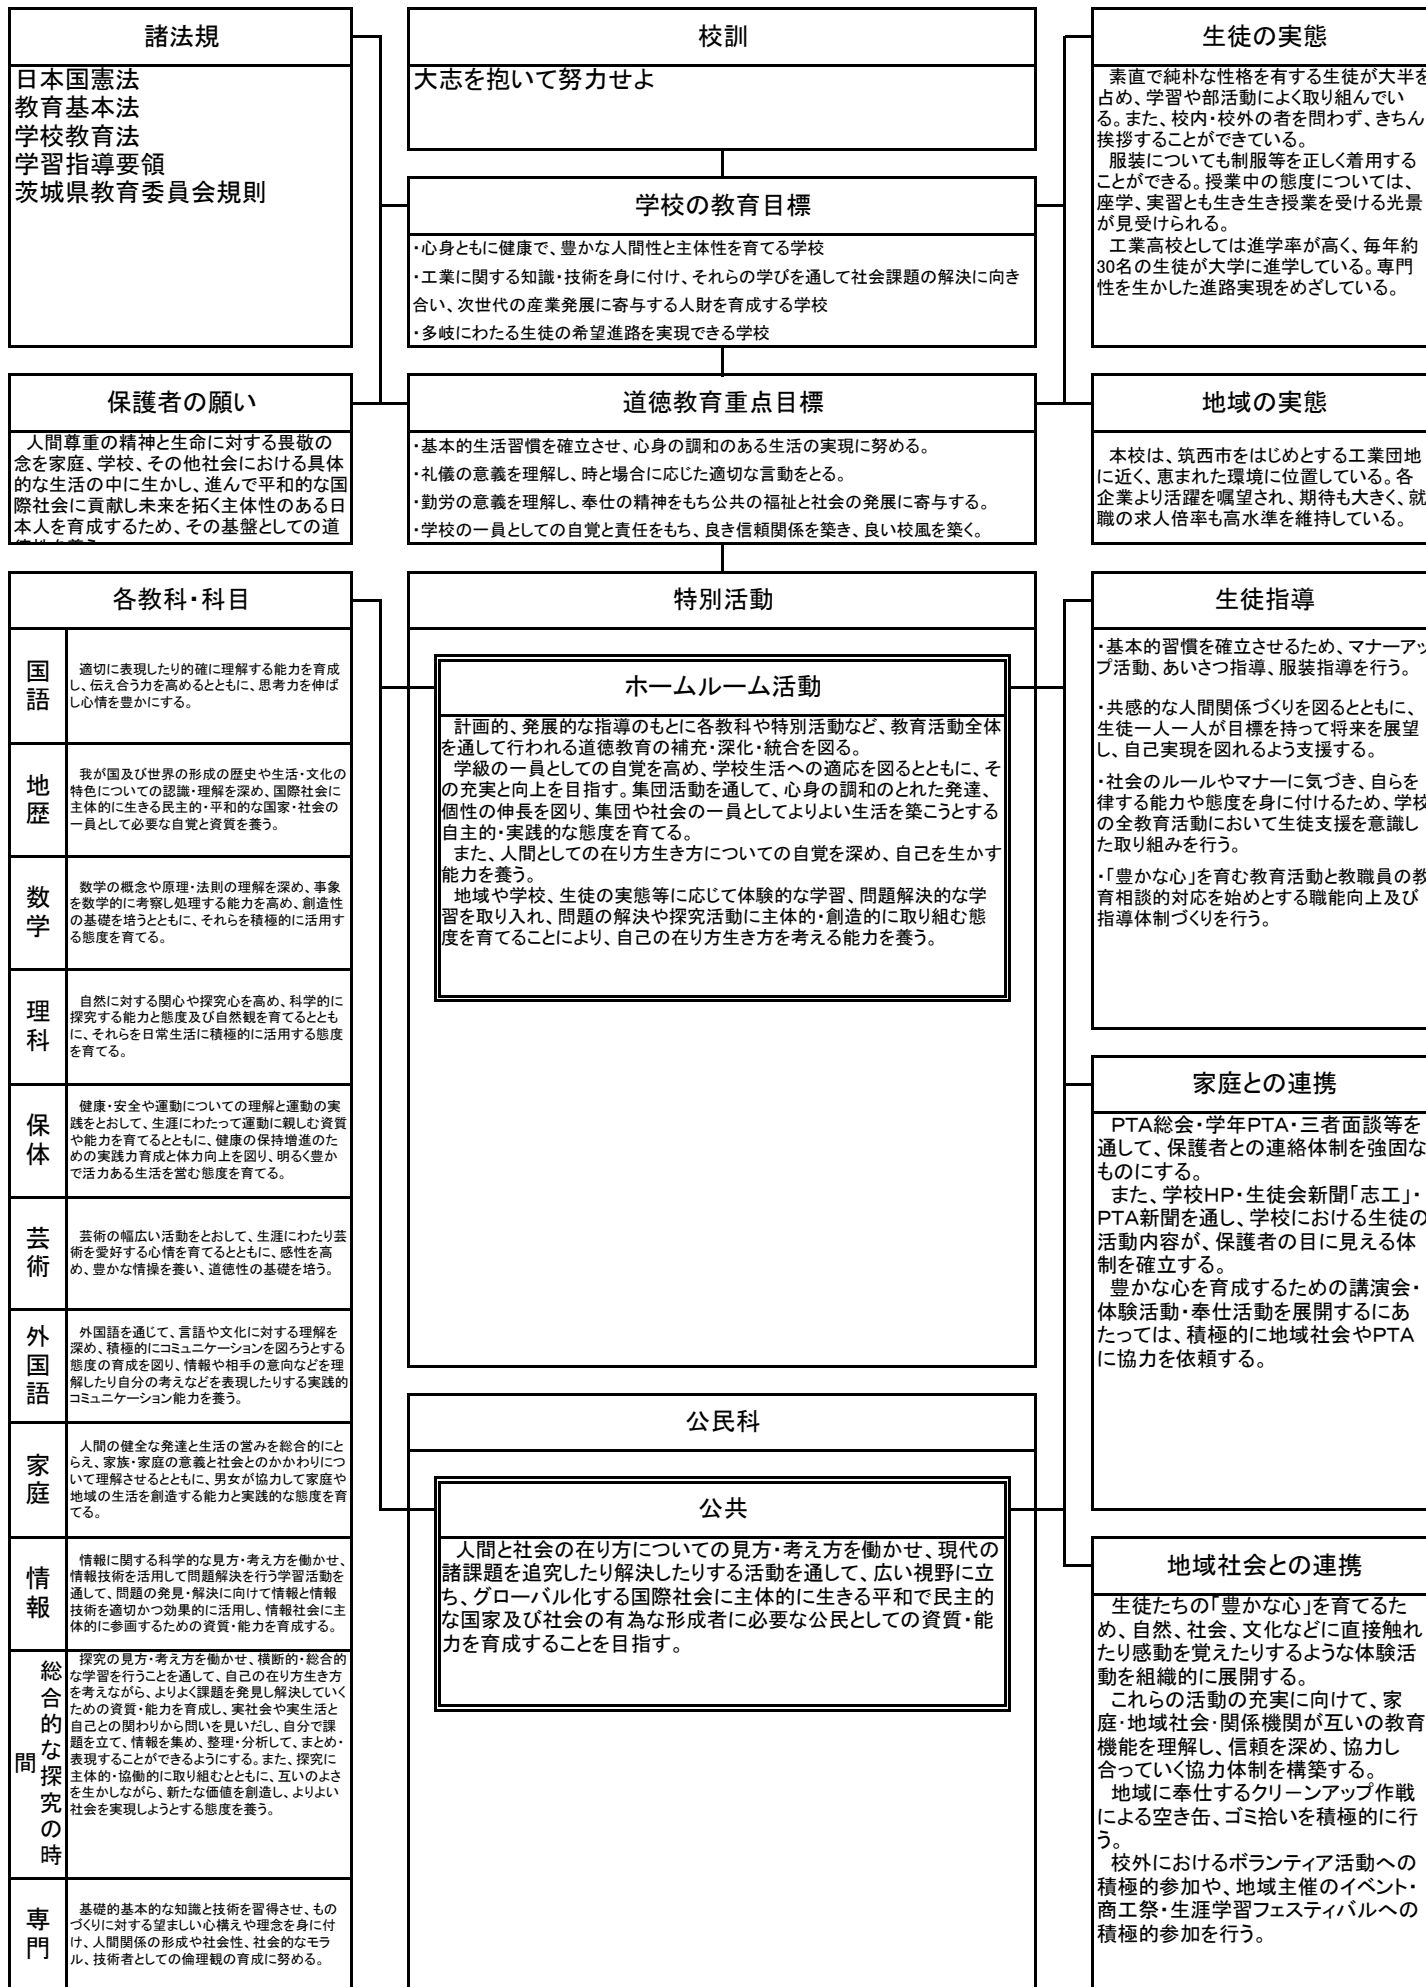 諸法規
日本国憲法
教育基本法
学校教育法
学習指導要領
茨城県教育委員会規則
校訓
大志を抱いて努力せよ
生徒の実態
素直で純朴な性格を有する生徒が大半を
占め、学習や部活動によく取り組んでい
る。また、校内・校外の者を問わず、きちん
挨拶することができている。
服装についても制服等を正しく着用する
ことができる。授業中の態度については、
座学、実習とも生き生き授業を受ける光景
が見受けられる。
工業高校としては進学率が高く、毎年約
30名の生徒が大学に進学している。専門
性を生かした進路実現をめざしている。
学校の教育目標
・心身ともに健康で、豊かな人間性と主体性を育てる学校
・工業に関する知識・技術を身に付け、それらの学びを通して社会課題の解決に向き
合い、次世代の産業発展に寄与する人財を育成する学校
・多岐にわたる生徒の希望進路を実現できる学校
保護者の願い
人間尊重の精神と生命に対する畏敬の
念を家庭、学校、その他社会における具体
的な生活の中に生かし、進んで平和的な国
際社会に貢献し未来を拓く主体性のある日
本人を育成するため、その基盤としての道
道徳教育重点目標
・基本的生活習慣を確立させ、心身の調和のある生活の実現に努める。
・礼儀の意義を理解し、時と場合に応じた適切な言動をとる。
・勤労の意義を理解し、奉仕の精神をもち公共の福祉と社会の発展に寄与する。
・学校の一員としての自覚と責任をもち、良き信頼関係を築き、良い校風を築く。
地域の実態
本校は、筑西市をはじめとする工業団地
に近く、恵まれた環境に位置している。各
企業より活躍を嘱望され、期待も大きく、就
職の求人倍率も高水準を維持している。
各教科・科目
国語
適切に表現したり的確に理解する能力を育成
し、伝え合う力を高めるとともに、思考力を伸ば
し心情を豊かにする。
地歴
我が国及び世界の形成の歴史や生活・文化の
特色についての認識・理解を深め、国際社会に
主体的に生きる民主的・平和的な国家・社会の
一員として必要な自覚と資質を養う。
数学
数学の概念や原理・法則の理解を深め、事象
を数学的に考察し処理する能力を高め、創造性
の基礎を培うとともに、それらを積極的に活用す
る態度を育てる。
理科
自然に対する関心や探究心を高め、科学的に
探究する能力と態度及び自然観を育てるととも
に、それらを日常生活に積極的に活用する態度
を育てる。
保体
健康・安全や運動についての理解と運動の実
践をとおして、生涯にわたって運動に親しむ資質
や能力を育てるとともに、健康の保持増進のた
めの実践力育成と体力向上を図り、明るく豊か
で活力ある生活を営む態度を育てる。
芸術
芸術の幅広い活動をとおして、生涯にわたり芸
術を愛好する心情を育てるとともに、感性を高
め、豊かな情操を養い、道徳性の基礎を培う。
外国語
外国語を通じて、言語や文化に対する理解を
深め、積極的にコミュニケーションを図ろうとする
態度の育成を図り、情報や相手の意向などを理
解したり自分の考えなどを表現したりする実践的
コミュニケーション能力を養う。
家庭
人間の健全な発達と生活の営みを総合的にと
らえ、家族・家庭の意義と社会とのかかわりにつ
いて理解させるとともに、男女が協力して家庭や
地域の生活を創造する能力と実践的な態度を育
てる。
情報
情報に関する科学的な見方・考え方を働かせ、
情報技術を活用して問題解決を行う学習活動を
通して、問題の発見・解決に向けて情報と情報
技術を適切かつ効果的に活用し、情報社会に主
体的に参画するための資質・能力を育成する。
総合的な探究の時
間
探究の見方・考え方を働かせ、横断的・総合的
な学習を行うことを通して、自己の在り方生き方
を考えながら、よりよく課題を発見し解決していく
ための資質・能力を育成し、実社会や実生活と
自己との関わりから問いを見いだし、自分で課
題を立て、情報を集め、整理・分析して、まとめ・
表現することができるようにする。また、探究に
主体的・協働的に取り組むとともに、互いのよさ
を生かしながら、新たな価値を創造し、よりよい
社会を実現しようとする態度を養う。
専門
基礎的基本的な知識と技術を習得させ、もの
づくりに対する望ましい心構えや理念を身に付
け、人間関係の形成や社会性、社会的なモラ
ル、技術者としての倫理観の育成に努める。
特別活動
ホームルーム活動
計画的、発展的な指導のもとに各教科や特別活動など、教育活動全体
を通して行われる道徳教育の補充・深化・統合を図る。
学級の一員としての自覚を高め、学校生活への適応を図るとともに、そ
の充実と向上を目指す。集団活動を通して、心身の調和のとれた発達、
個性の伸長を図り、集団や社会の一員としてよりよい生活を築こうとする
自主的・実践的な態度を育てる。
また、人間としての在り方生き方についての自覚を深め、自己を生かす
能力を養う。
地域や学校、生徒の実態等に応じて体験的な学習、問題解決的な学
習を取り入れ、問題の解決や探究活動に主体的・創造的に取り組む態
度を育てることにより、自己の在り方生き方を考える能力を養う。
公民科
公共
人間と社会の在り方についての見方・考え方を働かせ、現代の
諸課題を追究したり解決したりする活動を通して、広い視野に立
ち、グローバル化する国際社会に主体的に生きる平和で民主的
な国家及び社会の有為な形成者に必要な公民としての資質・能
力を育成することを目指す。
生徒指導
・基本的習慣を確立させるため、マナーアッ
プ活動、あいさつ指導、服装指導を行う。
・共感的な人間関係づくりを図るとともに、
生徒一人一人が目標を持って将来を展望
し、自己実現を図れるよう支援する。
・社会のルールやマナーに気づき、自らを
律する能力や態度を身に付けるため、学校
の全教育活動において生徒支援を意識し
た取り組みを行う。
・「豊かな心」を育む教育活動と教職員の教
育相談的対応を始めとする職能向上及び
指導体制づくりを行う。
家庭との連携
PTA総会・学年PTA・三者面談等を
通して、保護者との連絡体制を強固な
ものにする。
また、学校HP・生徒会新聞「志工」・
PTA新聞を通し、学校における生徒の
活動内容が、保護者の目に見える体
制を確立する。
豊かな心を育成するための講演会・
体験活動・奉仕活動を展開するにあ
たっては、積極的に地域社会やPTA
に協力を依頼する。
地域社会との連携
生徒たちの「豊かな心」を育てるた
め、自然、社会、文化などに直接触れ
たり感動を覚えたりするような体験活
動を組織的に展開する。
これらの活動の充実に向けて、家
庭・地域社会・関係機関が互いの教育
機能を理解し、信頼を深め、協力し
合っていく協力体制を構築する。
地域に奉仕するクリーンアップ作戦
による空き缶、ゴミ拾いを積極的に行
う。
校外におけるボランティア活動への
積極的参加や、地域主催のイベント・
商工祭・生涯学習フェスティバルへの
積極的参加を行う。